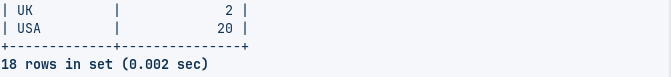 | UK          |             2 |
| USA         |            20 |
+-------------+---------------+
18 rows in set (0.002 sec)